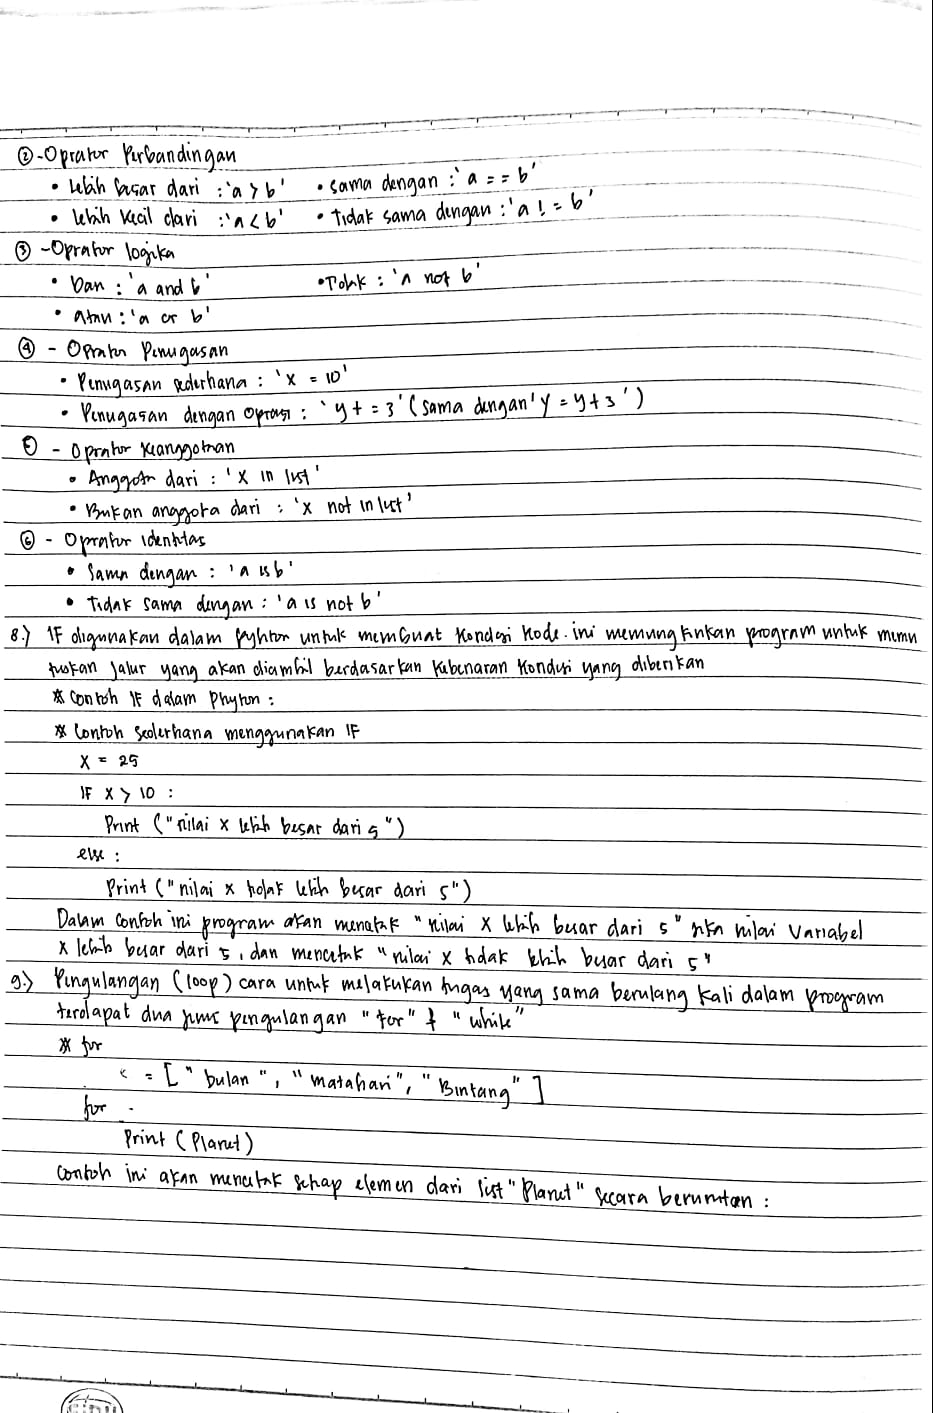 ② - Oprator Perbandingan
• lebih besar dari : 'a > b' • sama dengan : 'a == b'
• lebih kecil dari : 'a < b' • Tidak sama dengan : 'a != b'
③ - Oprator logika
• Dan : 'a and b' • Tidak : 'a not b'
• atau : 'a or b'
④ - Oprator Penugasan
• Penugasan sederhana : 'x = 10'
• Penugasan dengan oprasi : 'y += 3' (sama dengan 'y = y+3')
⑤ - Oprator keanggotaan
• Anggota dari : 'x in list'
• Bukan anggota dari : 'x not in list'
⑥ - Oprator identitas
• Sama dengan : 'a is b'
• Tidak sama dengan : 'a is not b'
8.) IF digunakan dalam pyhton untuk membuat kondisi kode. ini memungkinkan program untuk memu
tuskan jalur yang akan diambil berdasarkan kebenaran kondisi yang diberikan
* Contoh IF dalam Phyton :
* Contoh sederhana menggunakan IF
X = 25
IF X > 10 :
Print ("nilai x lebih besar dari 5")
else :
Print ("nilai x tidak lebih besar dari 5")
Dalam Contoh ini program akan mencetak "nilai x lebih besar dari 5" jika nilai Variabel
x lebih besar dari 5, dan mencetak "nilai x tidak lebih besar dari 5"
9.) Pengulangan (loop) cara untuk melakukan tugas yang sama berulang kali dalam program
terdapat dua jenis pengulangan "for" & "while"
* for
= ["bulan", "matahari", "Bintang"]
for
Print (Planet)
Contoh ini akan mencetak setiap elemen dari list "Planet" secara berurutan :